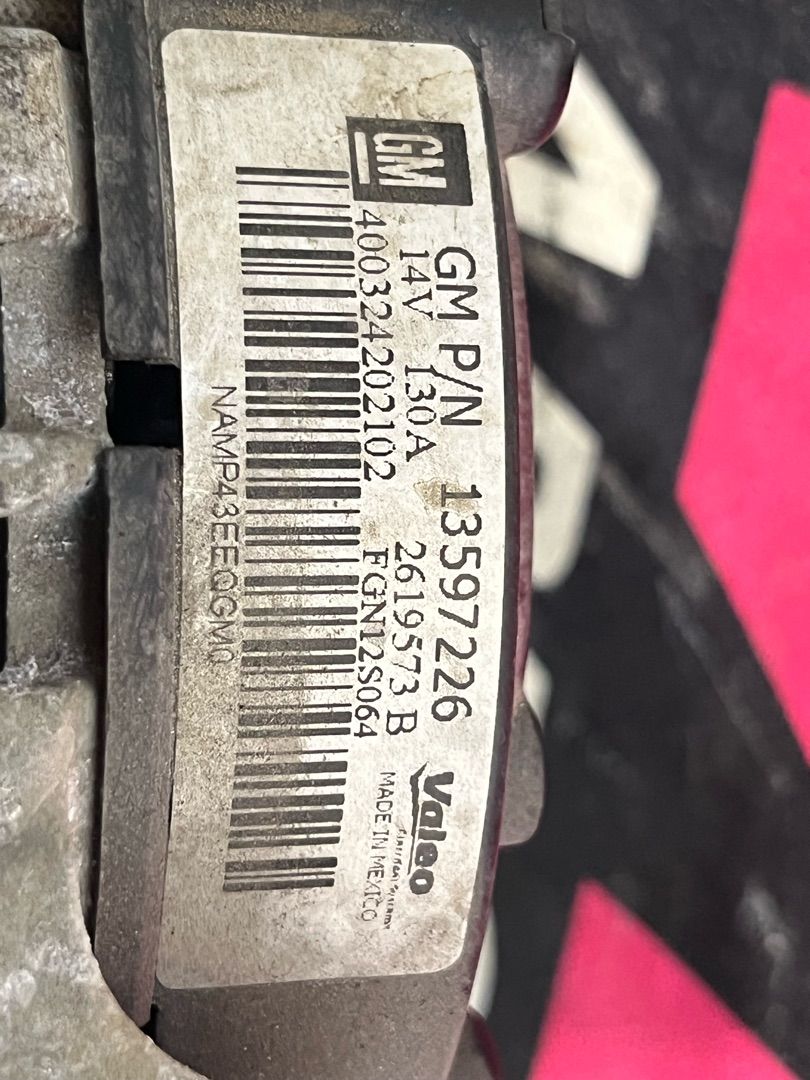 GM
GM P/N 13597226
14V 130A 2619573 B
400324202102 FGN12S064
NAMP43EEQGM0
Valeo
MADE IN MEXICO